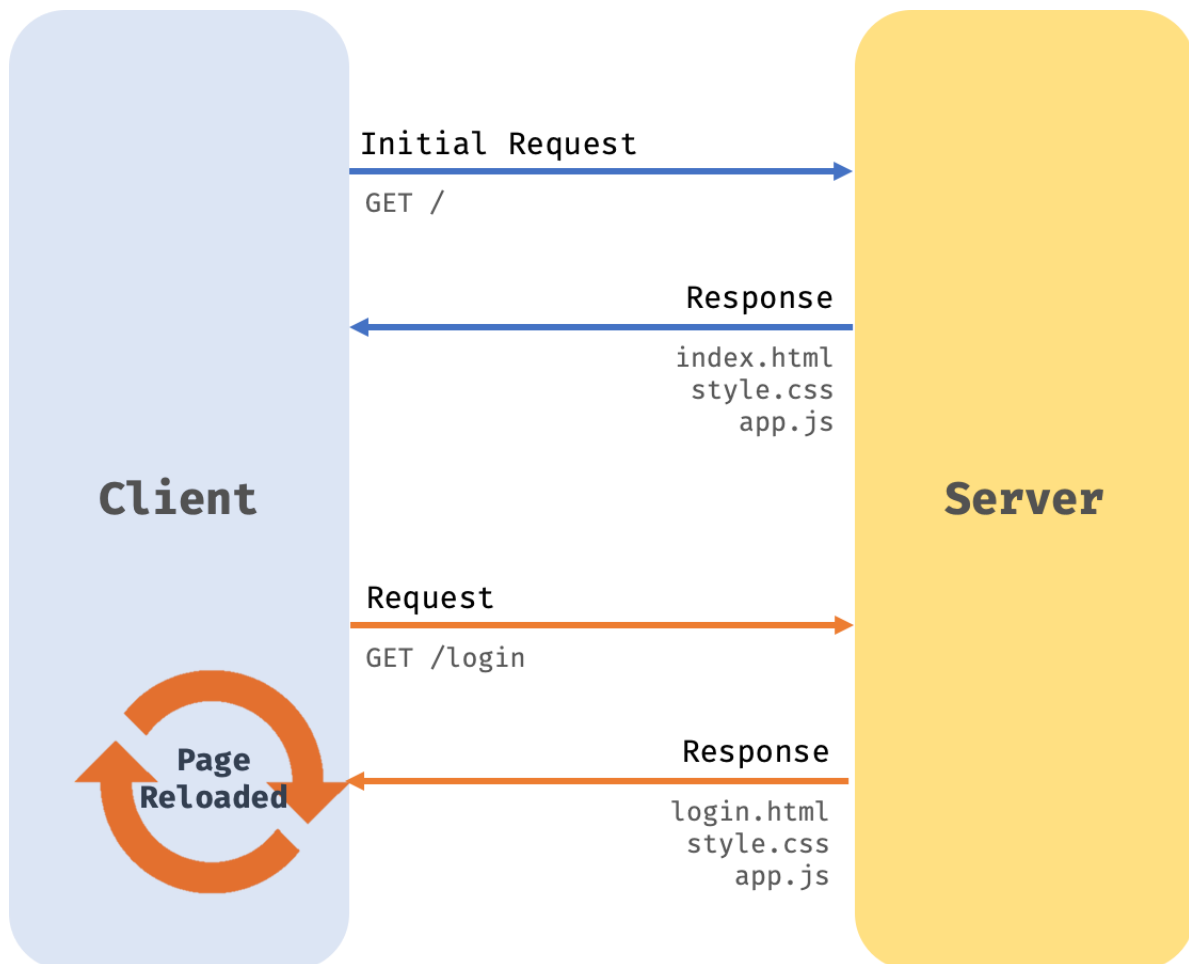 Initial Request
GET /
Response
index.html
style.css
app.js
Client
Server
Request
GET /login
Page
Reloaded
Response
login.html
style.css
app.js